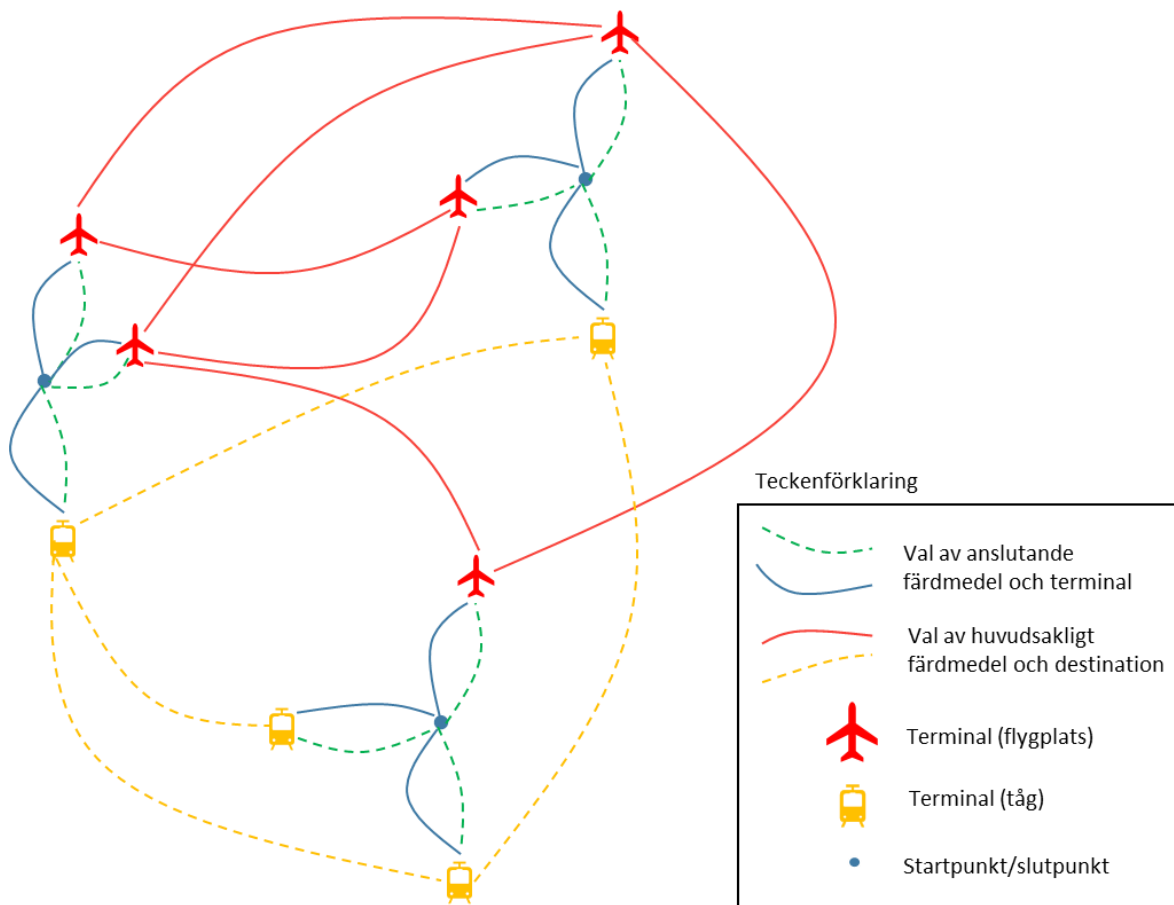 Teckenförklaring
Val av anslutande
färdmedel och terminal
Val av huvudsakligt
färdmedel och destination
Terminal (flygplats)
Terminal (tåg)
Startpunkt/slutpunkt